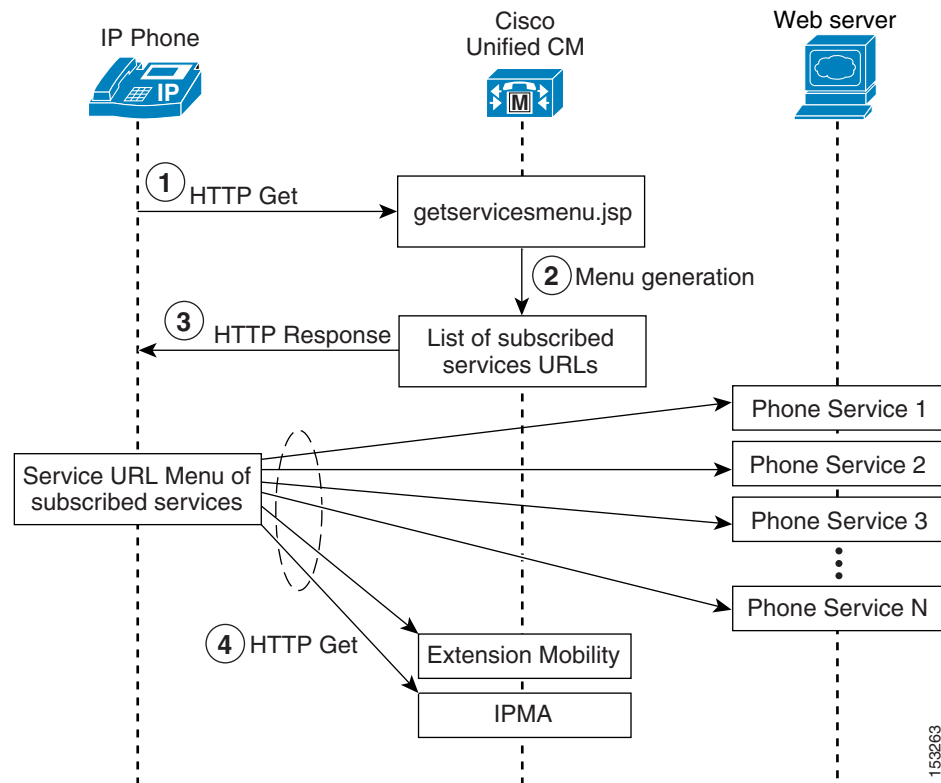 IP Phone
Cisco
Unified CM
Web server
IP
M
1
HTTP Get
getservicesmenu.jsp
2
Menu generation
3
HTTP Response
List of subscribed
services URLs
Phone Service 1
Service URL Menu of
subscribed services
Phone Service 2
Phone Service 3
Phone Service N
4
HTTP Get
Extension Mobility
IPMA
153263